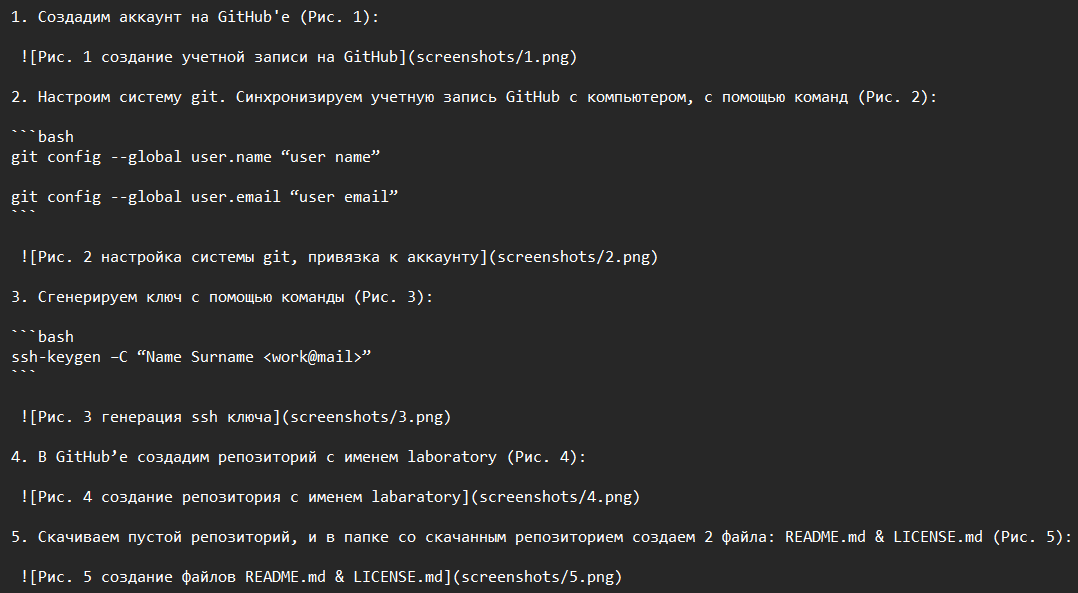 1. Создадим аккаунт на GitHub'е (Рис. 1):
![Рис. 1 создание учетной записи на GitHub](screenshots/1.png)
2. Настроим систему git. Синхронизируем учетную запись GitHub с компьютером, с помощью команд (Рис. 2):
```bash
git config --global user.name “user name”
git config --global user.email “user email”
```
![Рис. 2 настройка системы git, привязка к аккаунту](screenshots/2.png)
3. Сгенерируем ключ с помощью команды (Рис. 3):
```bash
ssh-keygen –C “Name Surname <work@mail>”
```
![Рис. 3 генерация ssh ключа](screenshots/3.png)
4. В GitHub’е создадим репозиторий с именем laboratory (Рис. 4):
![Рис. 4 создание репозитория с именем labaratory](screenshots/4.png)
5. Скачиваем пустой репозиторий, и в папке со скачанным репозиторием создаем 2 файла: README.md & LICENSE.md (Рис. 5):
![Рис. 5 создание файлов README.md & LICENSE.md](screenshots/5.png)